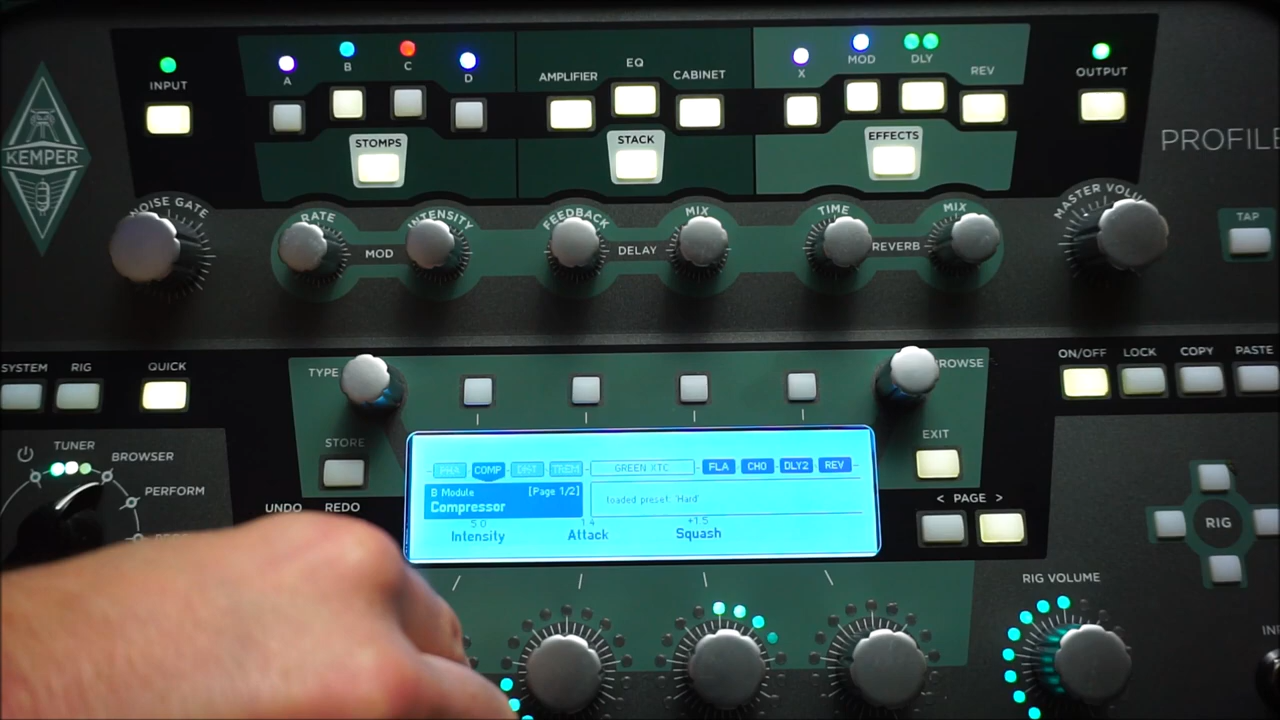 INPUT
A
B
C
D
AMPLIFIER
EQ
CABINET
X
MOD
DLY
REV
OUTPUT
KEMPER
STOMPS
STACK
EFFECTS
PROFILE
NOISE GATE
RATE
INTENSITY
FEEDBACK
MIX
TIME
MIX
MASTER VOLU
TAP
MOD
DELAY
REVERB
SYSTEM
RIG
QUICK
TYPE
BROWSE
ON/OFF
LOCK
COPY
PASTE
STORE
EXIT
TUNER
BROWSER
PERFORM
UNDO
REDO
PHA COMP DIST TREM GREEN XTC FLA CHO DLY2 REV
B Module [Page 1/2]
Compressor
loaded preset: 'Hard'
5.0 1.4 +1.5
Intensity Attack Squash
< PAGE >
RIG
RIG VOLUME